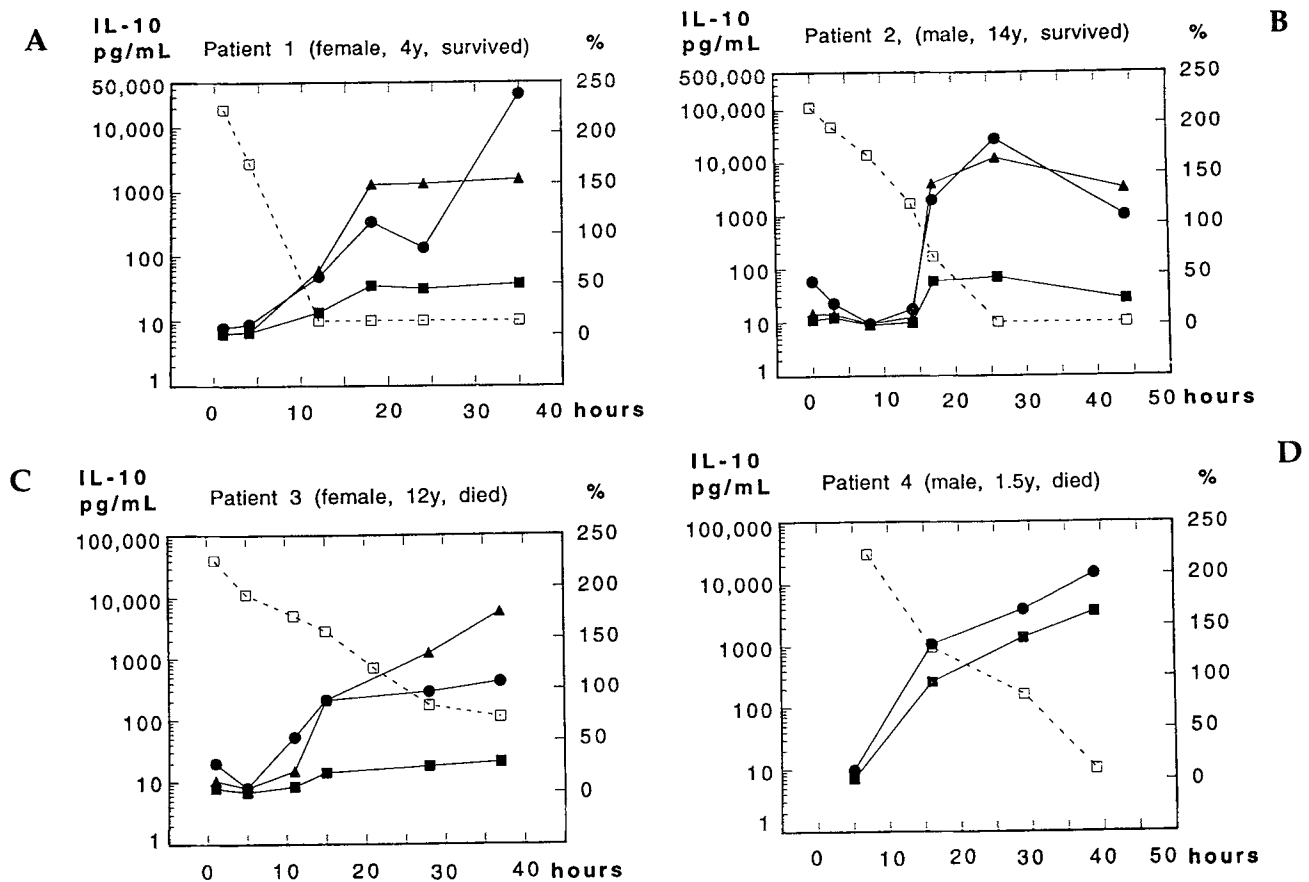 A
IL-10
pg/mL
Patient 1 (female, 4y, survived)
%
50,000
10,000
1000
100
10
1
250
200
150
100
50
0
0 10 20 30 40 hours
B
IL-10
pg/mL
Patient 2, (male, 14y, survived)
%
500,000
100,000
10,000
1000
100
10
1
250
200
150
100
50
0
0 10 20 30 40 50 hours
C
IL-10
pg/mL
Patient 3 (female, 12y, died)
%
100,000
10,000
1000
100
10
1
250
200
150
100
50
0
0 10 20 30 40 hours
D
IL-10
pg/mL
Patient 4 (male, 1.5y, died)
%
100,000
10,000
1000
100
10
1
250
200
150
100
50
0
0 10 20 30 40 50 hours